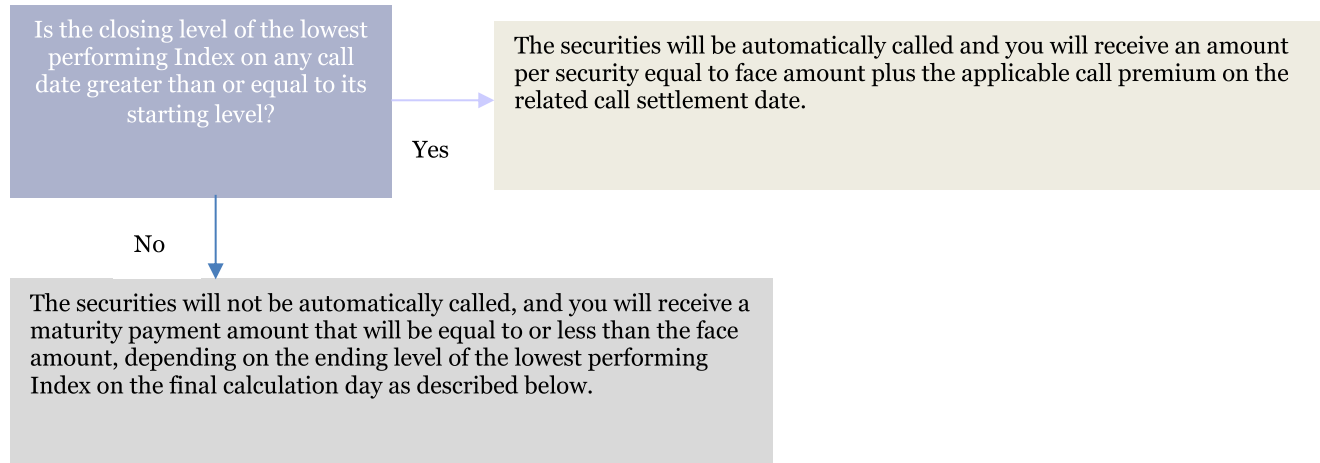 Is the closing level of the lowest
performing Index on any call
date greater than or equal to its
starting level?
The securities will be automatically called and you will receive an amount
per security equal to face amount plus the applicable call premium on the
related call settlement date.
Yes
No
The securities will not be automatically called, and you will receive a
maturity payment amount that will be equal to or less than the face
amount, depending on the ending level of the lowest performing
Index on the final calculation day as described below.